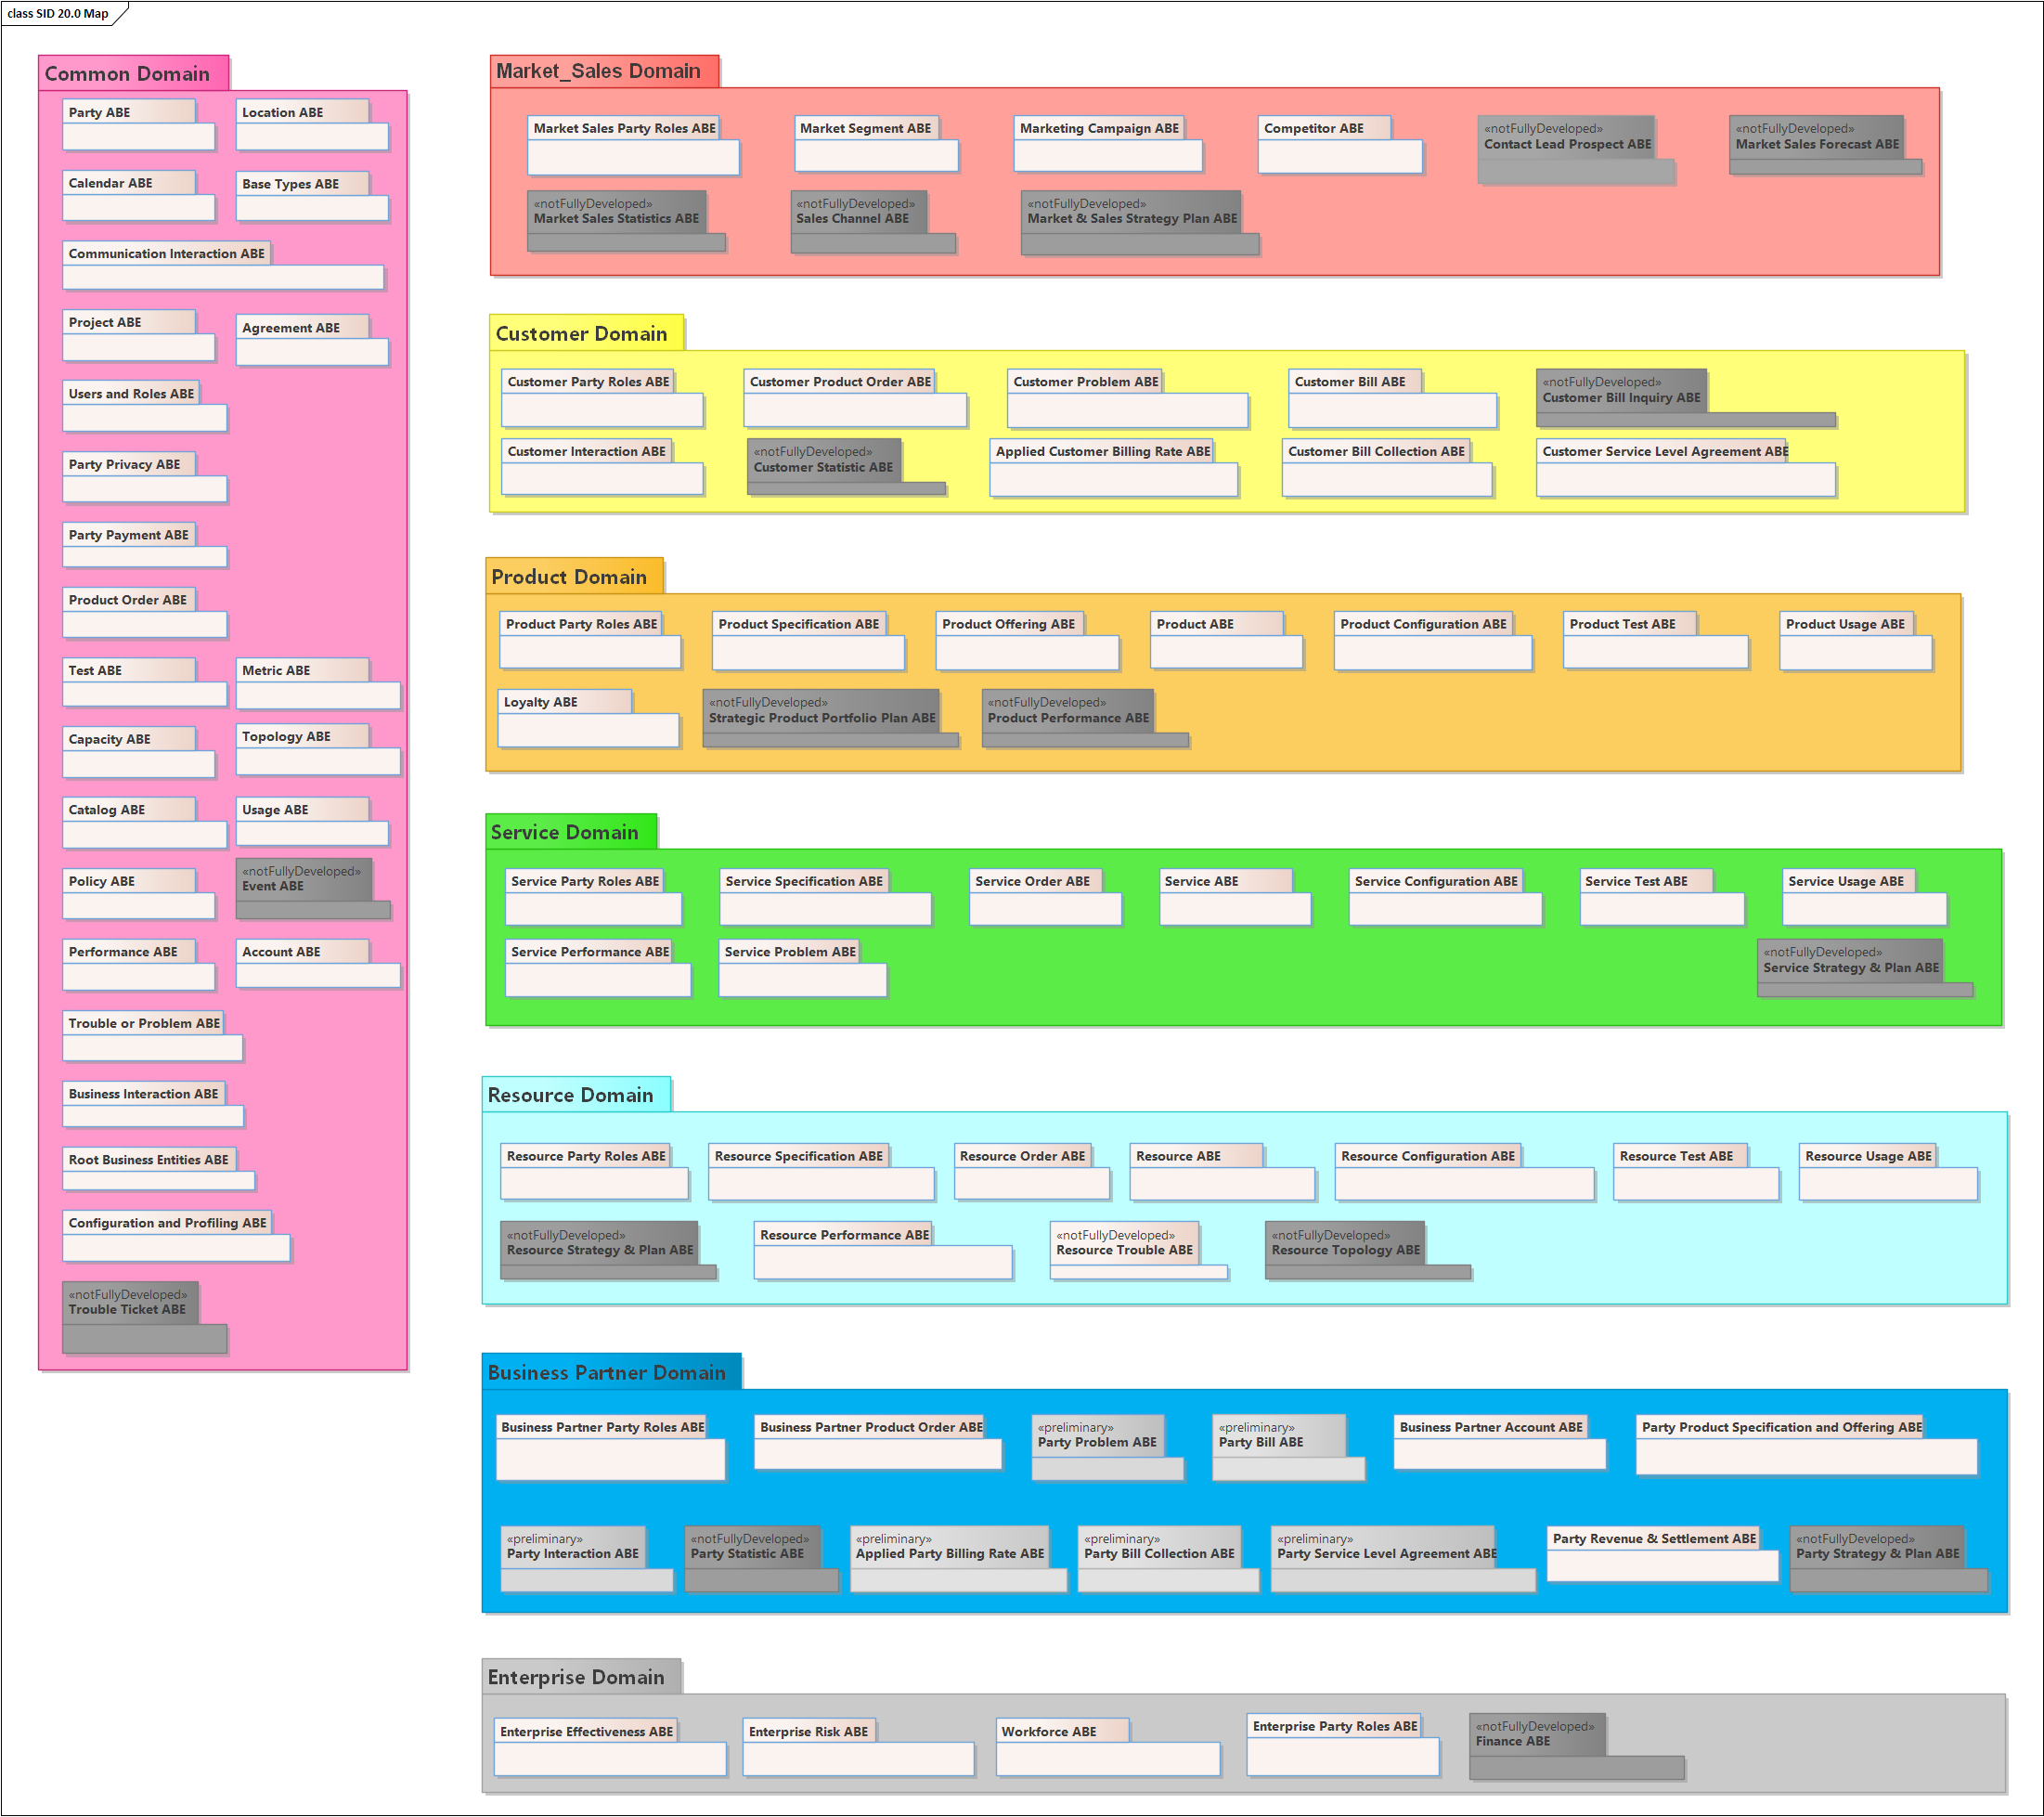 class SID 20.0 Map
Common Domain
Party ABE
Location ABE
Calendar ABE
Base Types ABE
Communication Interaction ABE
Project ABE
Agreement ABE
Users and Roles ABE
Party Privacy ABE
Party Payment ABE
Product Order ABE
Test ABE
Metric ABE
Capacity ABE
Topology ABE
Catalog ABE
Usage ABE
Policy ABE
«notFullyDeveloped»
Event ABE
Performance ABE
Account ABE
Trouble or Problem ABE
Business Interaction ABE
Root Business Entities ABE
Configuration and Profiling ABE
«notFullyDeveloped»
Trouble Ticket ABE
Market_Sales Domain
Market Sales Party Roles ABE
Market Segment ABE
Marketing Campaign ABE
Competitor ABE
«notFullyDeveloped»
Contact Lead Prospect ABE
«notFullyDeveloped»
Market Sales Forecast ABE
«notFullyDeveloped»
Market Sales Statistics ABE
«notFullyDeveloped»
Sales Channel ABE
«notFullyDeveloped»
Market & Sales Strategy Plan ABE
Customer Domain
Customer Party Roles ABE
Customer Product Order ABE
Customer Problem ABE
Customer Bill ABE
«notFullyDeveloped»
Customer Bill Inquiry ABE
Customer Interaction ABE
«notFullyDeveloped»
Customer Statistic ABE
Applied Customer Billing Rate ABE
Customer Bill Collection ABE
Customer Service Level Agreement ABE
Product Domain
Product Party Roles ABE
Product Specification ABE
Product Offering ABE
Product ABE
Product Configuration ABE
Product Test ABE
Product Usage ABE
Loyalty ABE
«notFullyDeveloped»
Strategic Product Portfolio Plan ABE
«notFullyDeveloped»
Product Performance ABE
Service Domain
Service Party Roles ABE
Service Specification ABE
Service Order ABE
Service ABE
Service Configuration ABE
Service Test ABE
Service Usage ABE
Service Performance ABE
Service Problem ABE
«notFullyDeveloped»
Service Strategy & Plan ABE
Resource Domain
Resource Party Roles ABE
Resource Specification ABE
Resource Order ABE
Resource ABE
Resource Configuration ABE
Resource Test ABE
Resource Usage ABE
«notFullyDeveloped»
Resource Strategy & Plan ABE
Resource Performance ABE
«notFullyDeveloped»
Resource Trouble ABE
«notFullyDeveloped»
Resource Topology ABE
Business Partner Domain
Business Partner Party Roles ABE
Business Partner Product Order ABE
«preliminary»
Party Problem ABE
«preliminary»
Party Bill ABE
Business Partner Account ABE
Party Product Specification and Offering ABE
«preliminary»
Party Interaction ABE
«notFullyDeveloped»
Party Statistic ABE
«preliminary»
Applied Party Billing Rate ABE
«preliminary»
Party Bill Collection ABE
«preliminary»
Party Service Level Agreement ABE
Party Revenue & Settlement ABE
«notFullyDeveloped»
Party Strategy & Plan ABE
Enterprise Domain
Enterprise Effectiveness ABE
Enterprise Risk ABE
Workforce ABE
Enterprise Party Roles ABE
«notFullyDeveloped»
Finance ABE